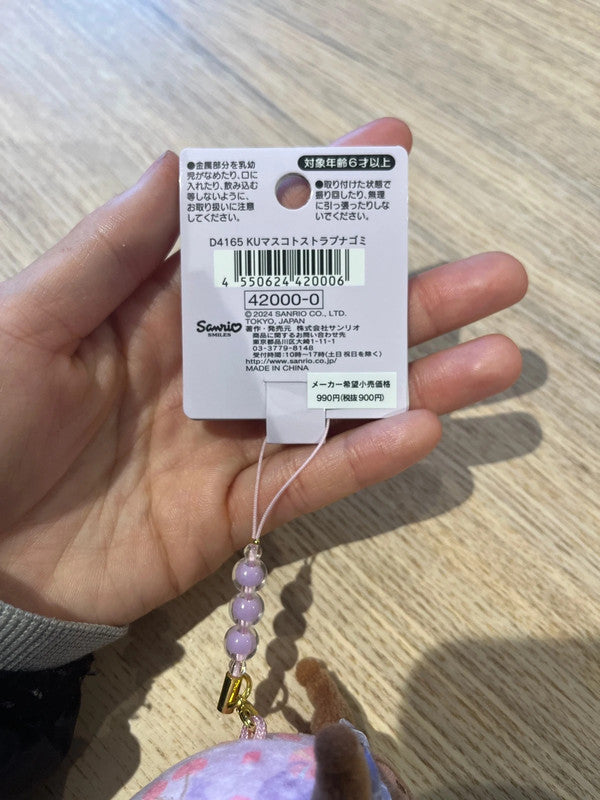 対象年齢6才以上
●金属部分を乳幼
児がなめたり、口に
入れたり、飲み込む
等しないように、
お取り扱いに注意
してください。
●取り付けた状態で
振り回したり、無理
に引っ張ったりしな
いでください。
D4165 KUマスコトストラプナゴミ
4 550624 420006
42000-0
©2024 SANRIO CO., LTD.
TOKYO, JAPAN
Sanrio
SMILES
著作・発売元 株式会社サンリオ
商品に関するお問い合わせ先
東京都品川区大崎1-11-1
03-3779-8148
受付時間:10時〜17時(土日祝日を除く)
http://www.sanrio.co.jp/
MADE IN CHINA
メーカー希望小売価格
990円(税抜900円)